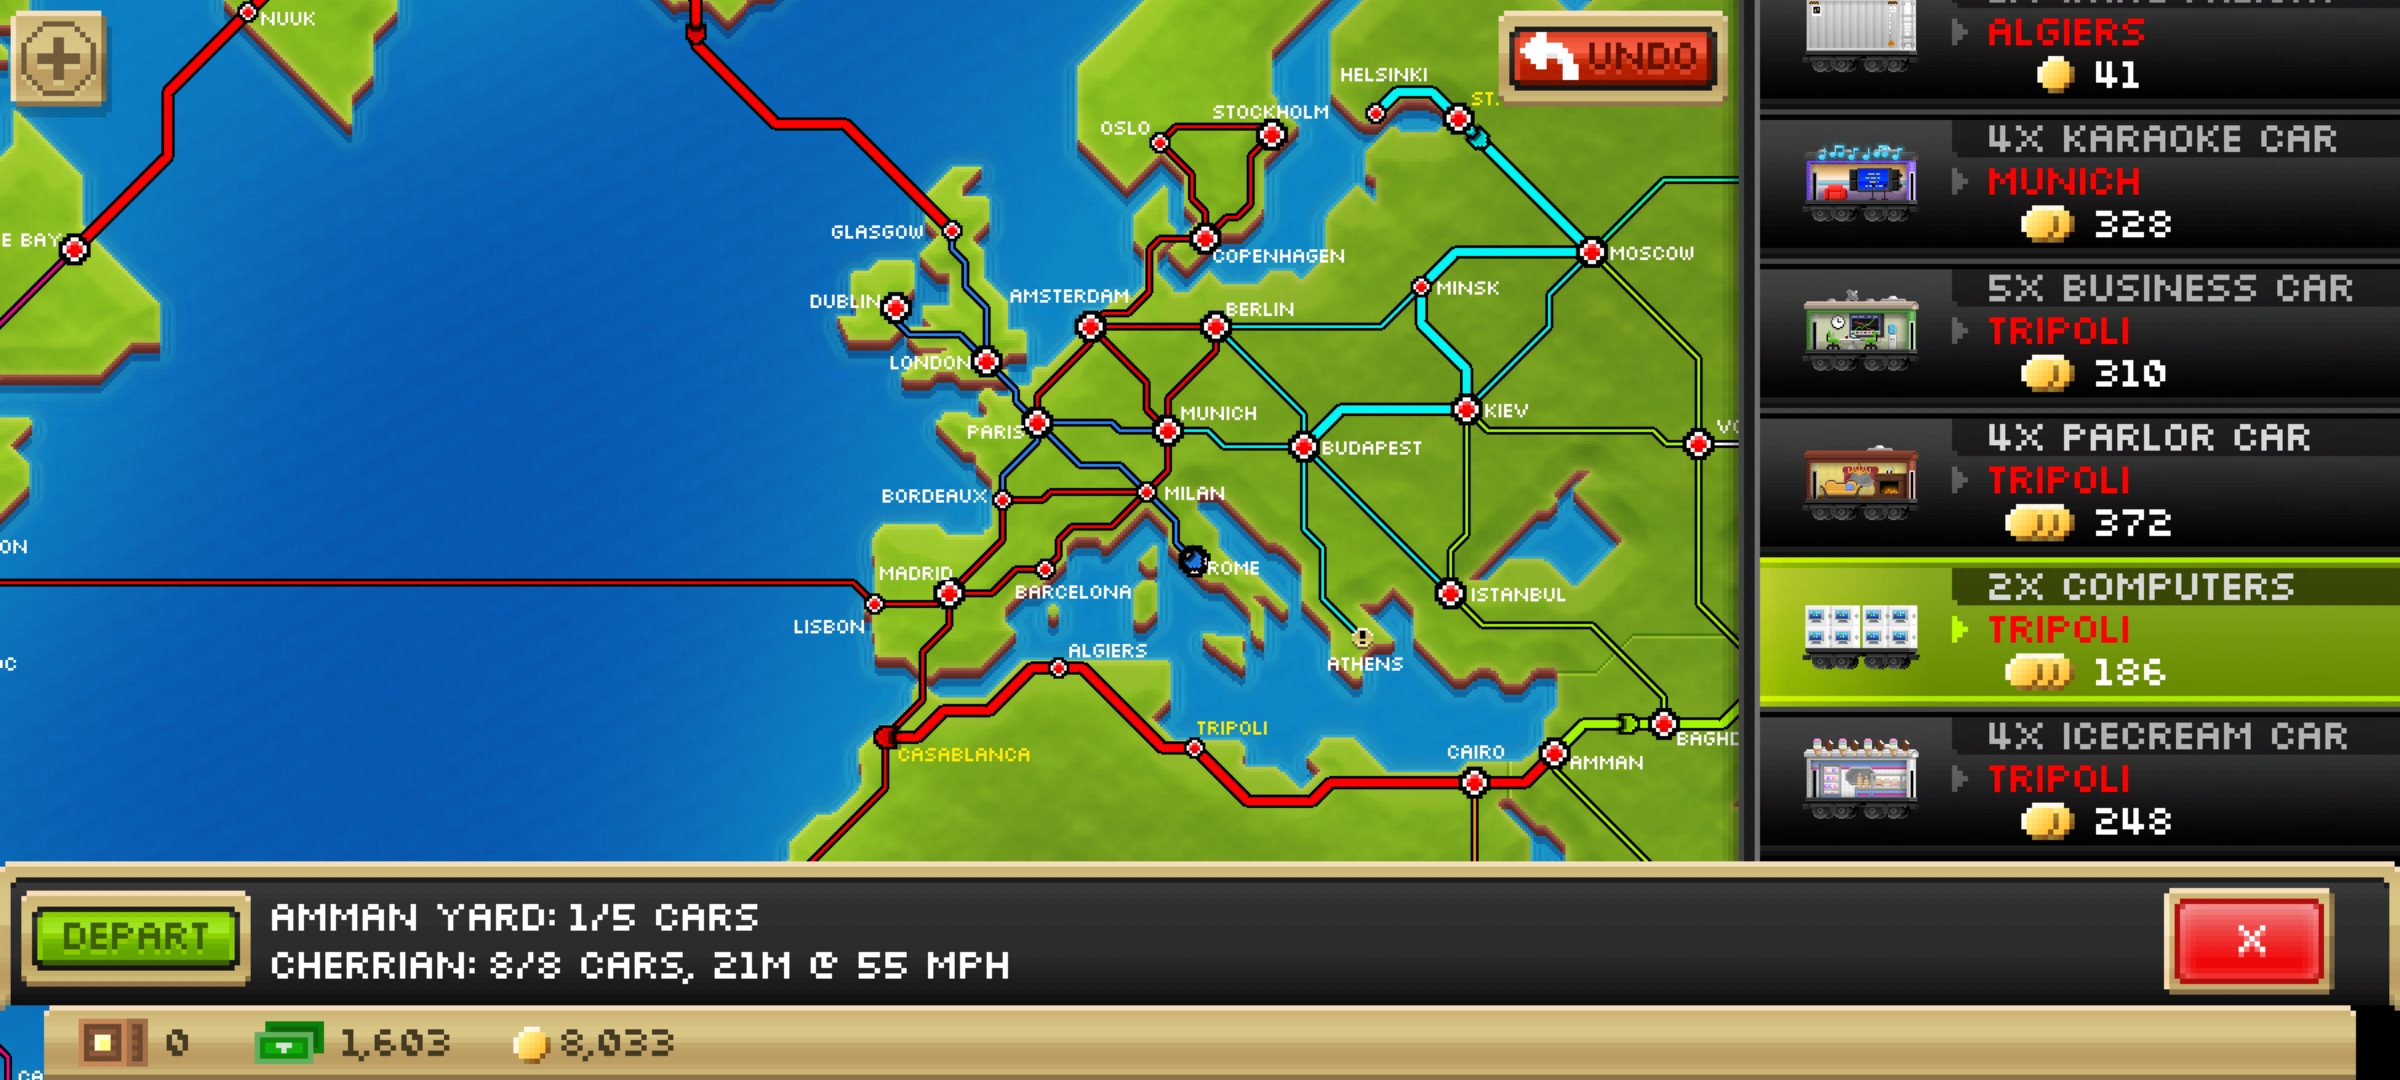 NUUK
E BAY
ON
OC
CA
UNDO
HELSINKI
ST.
STOCKHOLM
OSLO
GLASGOW
COPENHAGEN
MOSCOW
MINSK
DUBLIN
AMSTERDAM
BERLIN
LONDON
MUNICH
KIEV
PARIS
BUDAPEST
BORDEAUX
MILAN
MADRID
ROME
BARCELONA
ISTANBUL
LISBON
ALGIERS
ATHENS
TRIPOLI
CASABLANCA
CAIRO
AMMAN
BAGHD
ALGIERS
41
4X KARAOKE CAR
MUNICH
328
5X BUSINESS CAR
TRIPOLI
310
4X PARLOR CAR
TRIPOLI
372
2X COMPUTERS
TRIPOLI
186
4X ICECREAM CAR
TRIPOLI
248
DEPART
AMMAN YARD: 1/5 CARS
CHERRIAN: 8/8 CARS, 21M @ 55 MPH
X
0
1,603
8,033